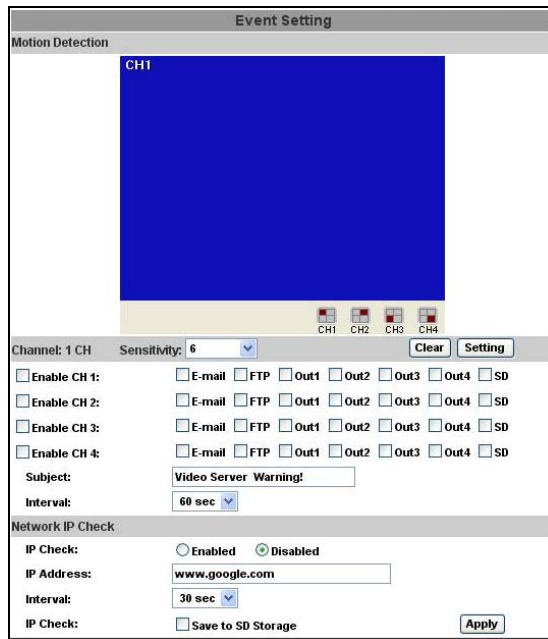 Event Setting
Motion Detection
CH1
CH1 CH2 CH3 CH4
Channel: 1 CH Sensitivity: 6 Clear Setting
Enable CH 1: E-mail FTP Out1 Out2 Out3 Out4 SD
Enable CH 2: E-mail FTP Out1 Out2 Out3 Out4 SD
Enable CH 3: E-mail FTP Out1 Out2 Out3 Out4 SD
Enable CH 4: E-mail FTP Out1 Out2 Out3 Out4 SD
Subject: Video Server Warning!
Interval: 60 sec
Network IP Check
IP Check: Enabled Disabled
IP Address: www.google.com
Interval: 30 sec
IP Check: Save to SD Storage Apply